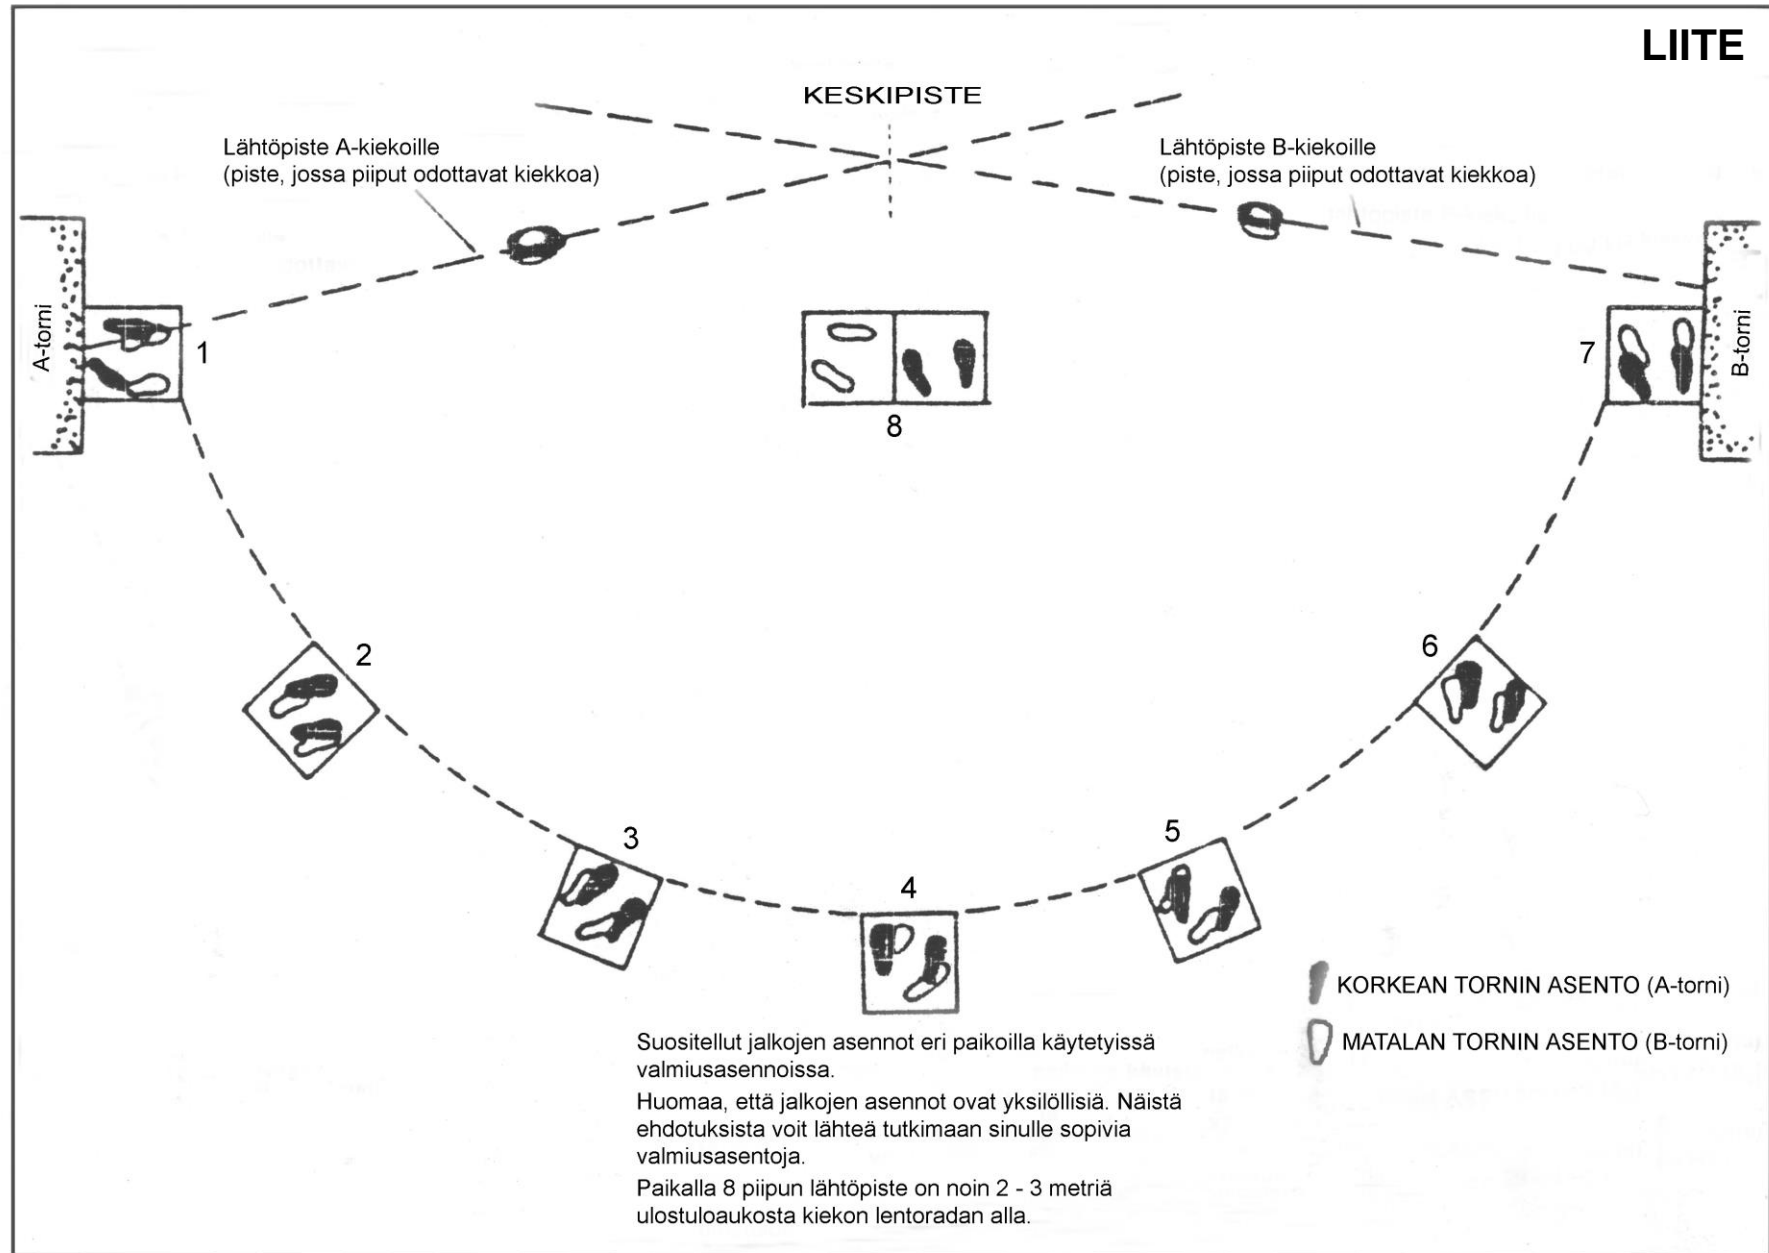 LIITE
KESKIPISTE
Lähtöpiste A-kiekoille
(piste, jossa piiput odottavat kiekkoa)
Lähtöpiste B-kiekoille
(piste, jossa piiput odottavat kiekkoa)
A-torni
1
8
7
B-torni
2
6
3
5
4
KORKEAN TORNIN ASENTO (A-torni)
MATALAN TORNIN ASENTO (B-torni)
Suositellut jalkojen asennot eri paikoilla käytetyissä
valmiusasennoissa.
Huomaa, että jalkojen asennot ovat yksilöllisiä. Näistä
ehdotuksista voit lähteä tutkimaan sinulle sopivia
valmiusasentoja.
Paikalla 8 piipun lähtöpiste on noin 2 - 3 metriä
ulostuloaukosta kiekon lentoradan alla.